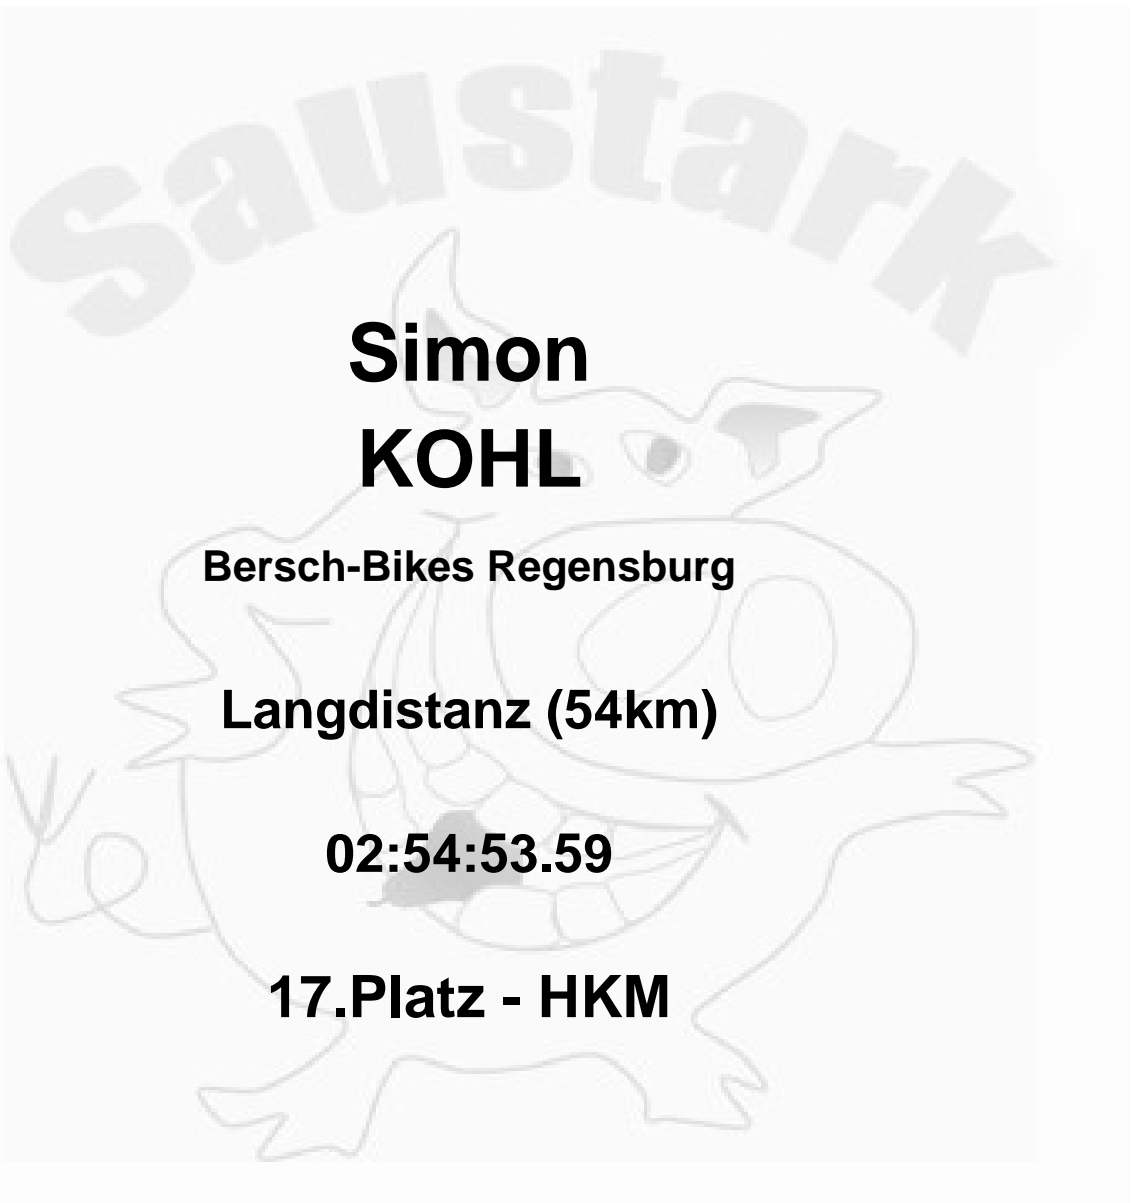 Saustark
Simon
KOHL
Bersch-Bikes Regensburg
Langdistanz (54km)
02:54:53.59
17.Platz - HKM